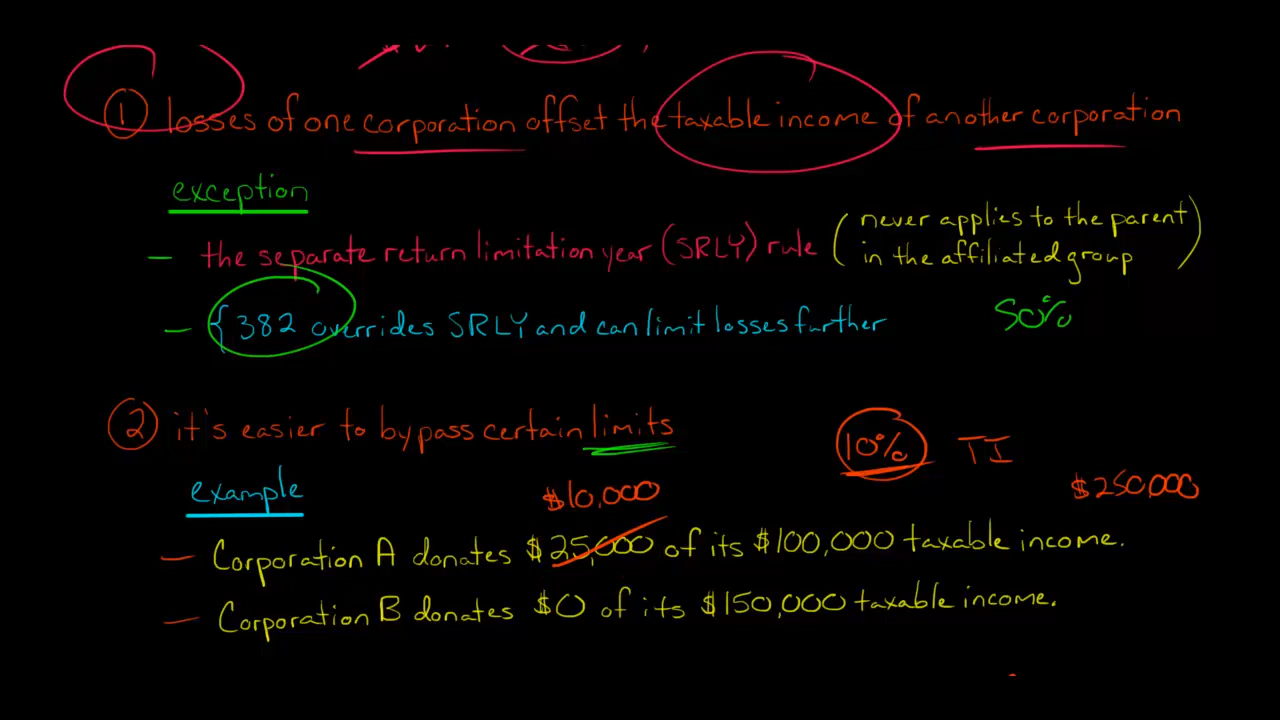 ① losses of one corporation offset the taxable income of another corporation
exception
– the separate return limitation year (SRLY) rule (never applies to the parent
in the affiliated group)
– { 382 overrides SRLY and can limit losses further 50%
② it's easier to bypass certain limits
10% TI
example $10,000 $250,000
– Corporation A donates $25,000 of its $100,000 taxable income.
– Corporation B donates $0 of its $150,000 taxable income.